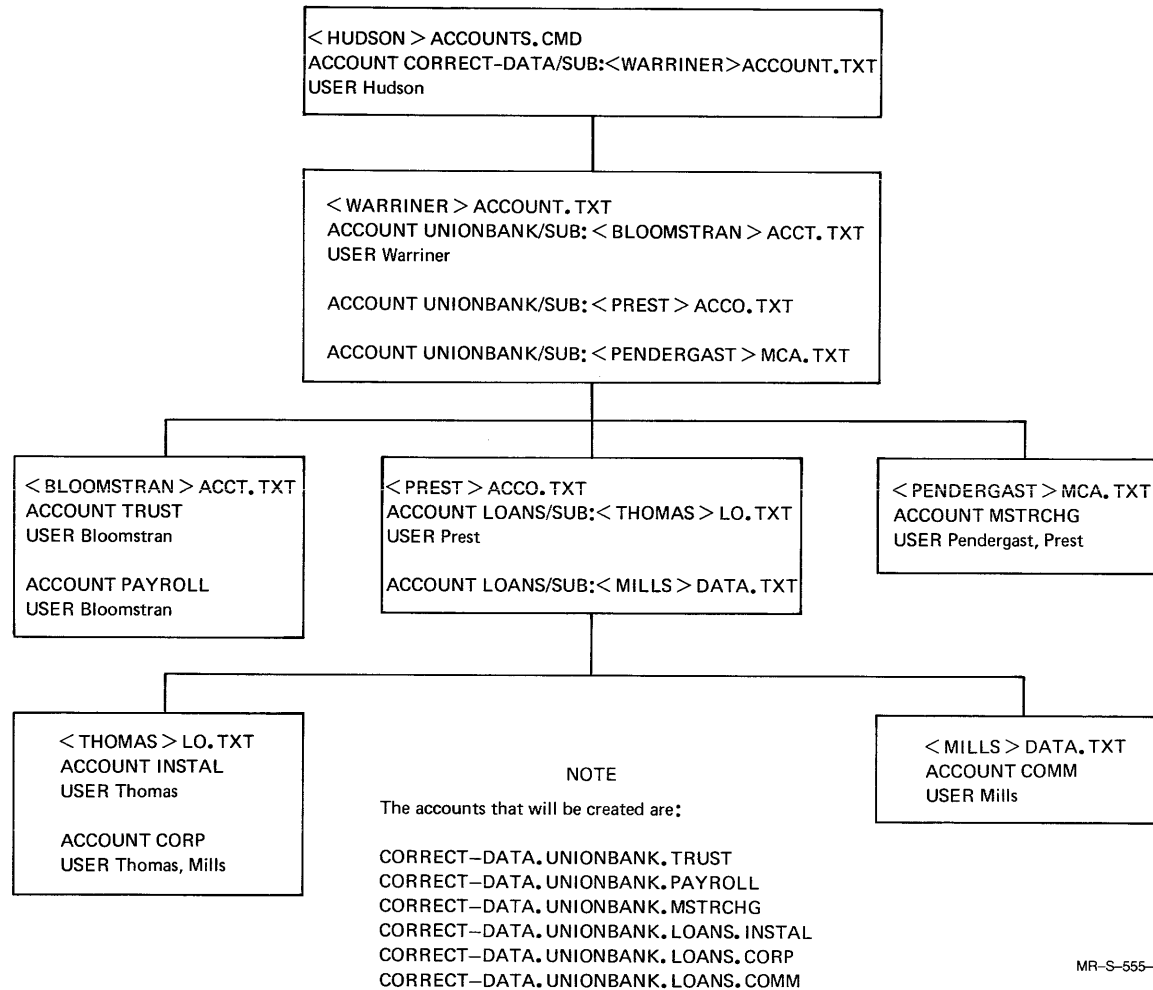 <HUDSON>ACCOUNTS.CMD
ACCOUNT CORRECT-DATA/SUB:<WARRINER>ACCOUNT.TXT
USER Hudson
<WARRINER>ACCOUNT.TXT
ACCOUNT UNIONBANK/SUB:<BLOOMSTRAN>ACCT.TXT
USER Warriner
ACCOUNT UNIONBANK/SUB:<PREST>ACCO.TXT
ACCOUNT UNIONBANK/SUB:<PENDERGAST>MCA.TXT
<BLOOMSTRAN>ACCT.TXT
ACCOUNT TRUST
USER Bloomstran
ACCOUNT PAYROLL
USER Bloomstran
<PREST>ACCO.TXT
ACCOUNT LOANS/SUB:<THOMAS>LO.TXT
USER Prest
ACCOUNT LOANS/SUB:<MILLS>DATA.TXT
<PENDERGAST>MCA.TXT
ACCOUNT MSTRCHG
USER Pendergast, Prest
<THOMAS>LO.TXT
ACCOUNT INSTAL
USER Thomas
ACCOUNT CORP
USER Thomas, Mills
<MILLS>DATA.TXT
ACCOUNT COMM
USER Mills
NOTE
The accounts that will be created are:
CORRECT–DATA.UNIONBANK.TRUST
CORRECT–DATA.UNIONBANK.PAYROLL
CORRECT–DATA.UNIONBANK.MSTRCHG
CORRECT–DATA.UNIONBANK.LOANS.INSTAL
CORRECT–DATA.UNIONBANK.LOANS.CORP
CORRECT–DATA.UNIONBANK.LOANS.COMM
MR–S–555–